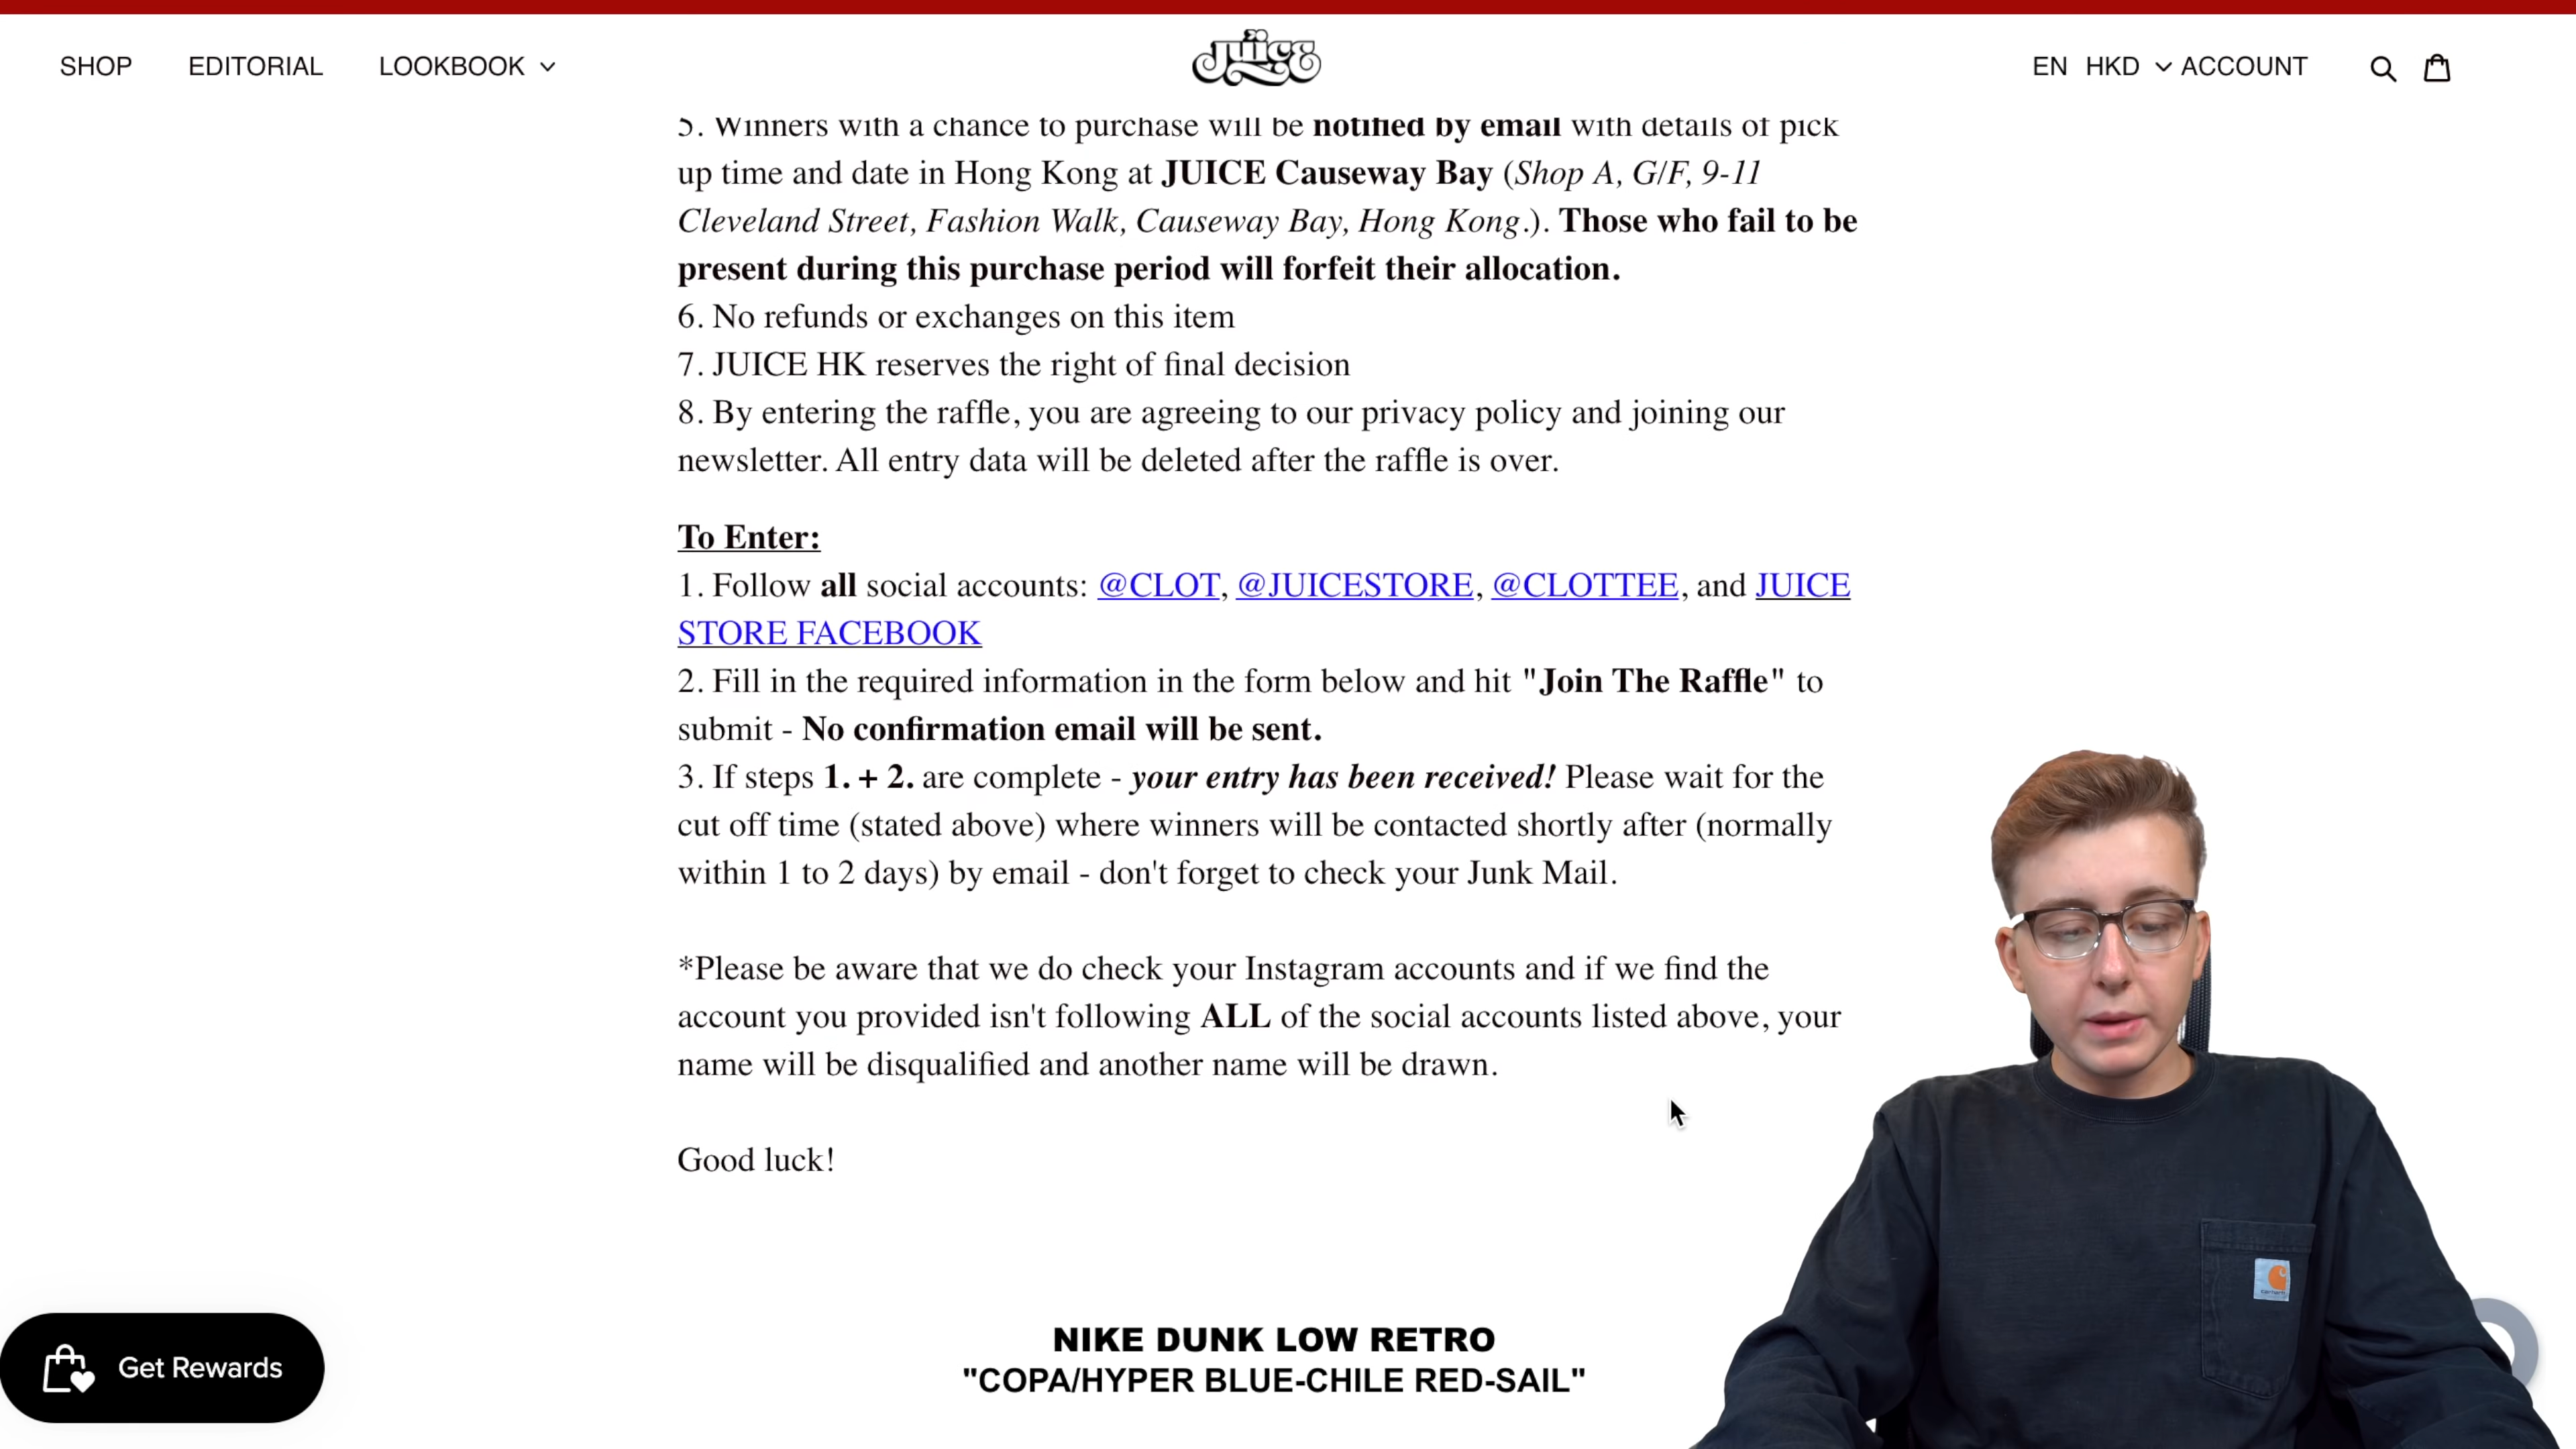 SHOP EDITORIAL LOOKBOOK Juice EN HKD ACCOUNT
5. Winners with a chance to purchase will be notified by email with details of pick
up time and date in Hong Kong at JUICE Causeway Bay (Shop A, G/F, 9-11
Cleveland Street, Fashion Walk, Causeway Bay, Hong Kong.). Those who fail to be
present during this purchase period will forfeit their allocation.
6. No refunds or exchanges on this item
7. JUICE HK reserves the right of final decision
8. By entering the raffle, you are agreeing to our privacy policy and joining our
newsletter. All entry data will be deleted after the raffle is over.
To Enter:
1. Follow all social accounts: @CLOT, @JUICESTORE, @CLOTTEE, and JUICE
STORE FACEBOOK
2. Fill in the required information in the form below and hit "Join The Raffle" to
submit - No confirmation email will be sent.
3. If steps 1. + 2. are complete - your entry has been received! Please wait for the
cut off time (stated above) where winners will be contacted shortly after (normally
within 1 to 2 days) by email - don't forget to check your Junk Mail.
*Please be aware that we do check your Instagram accounts and if we find the
account you provided isn't following ALL of the social accounts listed above, your
name will be disqualified and another name will be drawn.
Good luck!
Get Rewards
NIKE DUNK LOW RETRO
"COPA/HYPER BLUE-CHILE RED-SAIL"